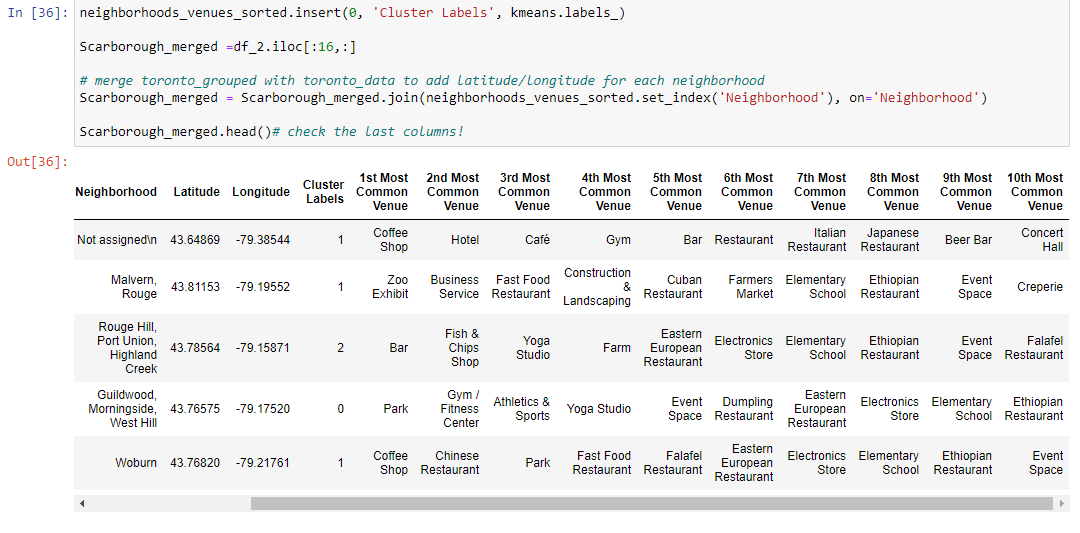 In [36]: neighborhoods_venues_sorted.insert(0, 'Cluster Labels', kmeans.labels_)
Scarborough_merged =df_2.iloc[:16,:]
# merge toronto_grouped with toronto_data to add latitude/longitude for each neighborhood
Scarborough_merged = Scarborough_merged.join(neighborhoods_venues_sorted.set_index('Neighborhood'), on='Neighborhood')
Scarborough_merged.head()# check the last columns!
Out[36]:
1st Most 2nd Most 3rd Most 4th Most 5th Most 6th Most 7th Most 8th Most 9th Most 10th Most
Neighborhood Latitude Longitude Cluster Labels Common Common Common Common Common Common Common Common Common Common
Venue Venue Venue Venue Venue Venue Venue Venue Venue Venue
Not assigned\n 43.64869 -79.38544 1 Coffee Shop Hotel Café Gym Bar Restaurant Italian Restaurant Japanese Restaurant Beer Bar Concert Hall
Malvern, Rouge 43.81153 -79.19552 1 Zoo Exhibit Business Service Fast Food Restaurant Construction & Landscaping Cuban Restaurant Farmers Market Elementary School Ethiopian Restaurant Event Space Creperie
Rouge Hill, Port Union, Highland Creek 43.78564 -79.15871 2 Bar Fish & Chips Shop Yoga Studio Farm Eastern European Restaurant Electronics Store Elementary School Ethiopian Restaurant Event Space Falafel Restaurant
Guildwood, Morningside, West Hill 43.76575 -79.17520 0 Park Gym / Fitness Center Athletics & Sports Yoga Studio Event Space Dumpling Restaurant Eastern European Restaurant Electronics Store Elementary School Ethiopian Restaurant
Woburn 43.76820 -79.21761 1 Coffee Shop Chinese Restaurant Park Fast Food Restaurant Falafel Restaurant Eastern European Restaurant Electronics Store Elementary School Ethiopian Restaurant Event Space